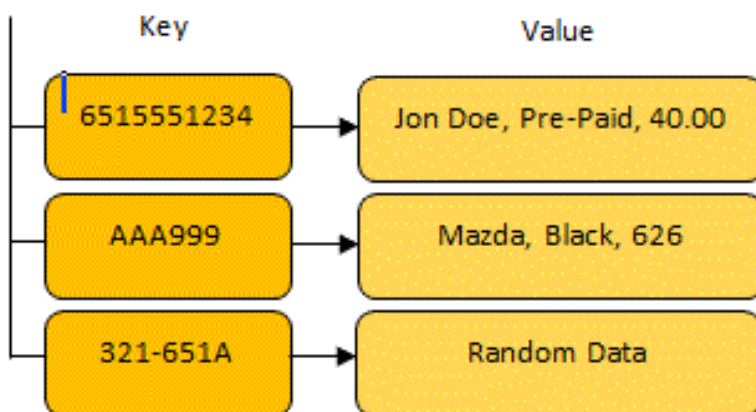 Key Value
6515551234 Jon Doe, Pre-Paid, 40.00
AAA999 Mazda, Black, 626
321-651A Random Data